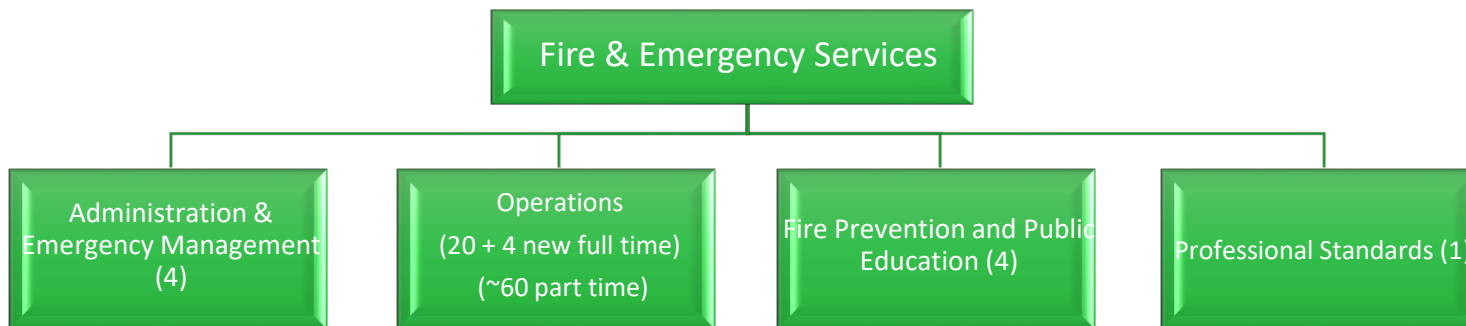 Fire & Emergency Services
Administration &
Emergency Management
(4)
Operations
(20 + 4 new full time)
(~60 part time)
Fire Prevention and Public
Education (4)
Professional Standards (1)